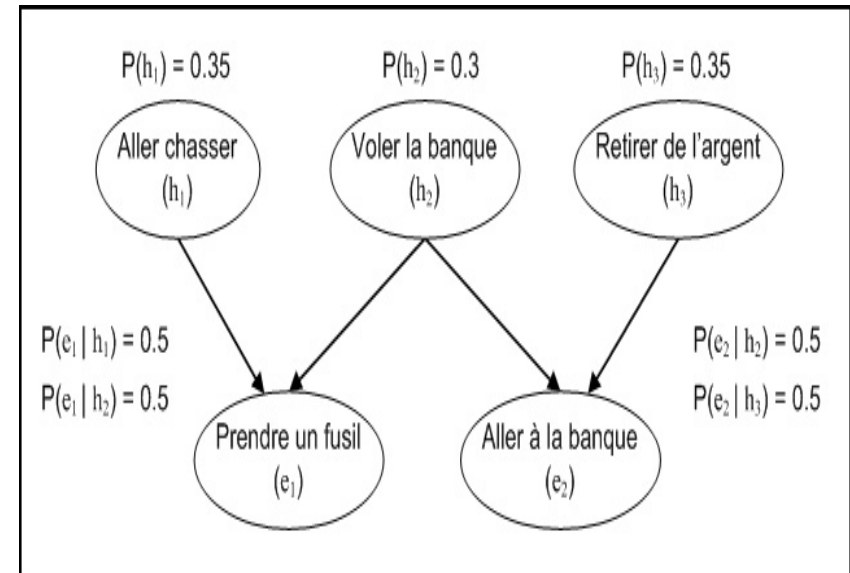 P(h₁) = 0.35
P(h₂) = 0.3
P(h₃) = 0.35
Aller chasser
(h₁)
Voler la banque
(h₂)
Retirer de l'argent
(h₃)
P(e₁ | h₁) = 0.5
P(e₁ | h₂) = 0.5
P(e₂ | h₂) = 0.5
P(e₂ | h₃) = 0.5
Prendre un fusil
(e₁)
Aller à la banque
(e₂)